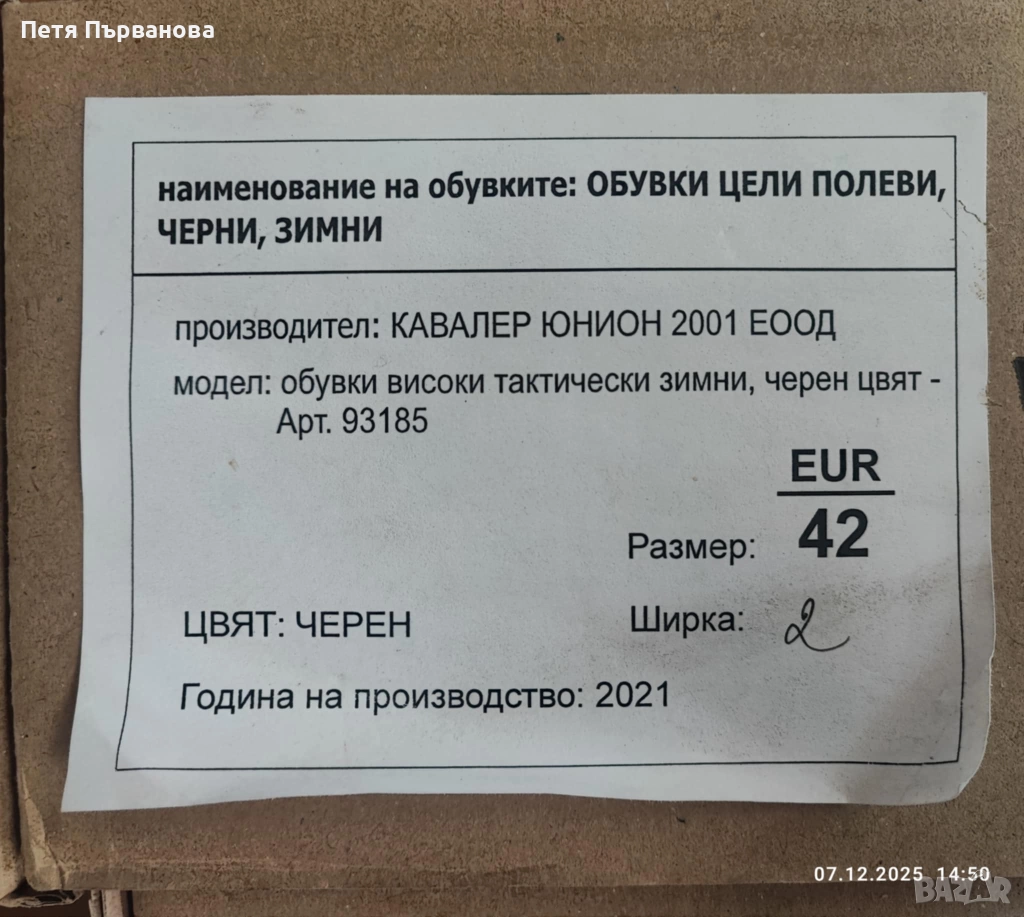 Петя Първанова
наименование на обувките: ОБУВКИ ЦЕЛИ ПОЛЕВИ,
ЧЕРНИ, ЗИМНИ
производител: КАВАЛЕР ЮНИОН 2001 ЕООД
модел: обувки високи тактически зимни, черен цвят -
Арт. 93185
EUR
Размер: 42
ЦВЯТ: ЧЕРЕН Ширка: 2
Година на производство: 2021
07.12.2025 14:50
BAZAR